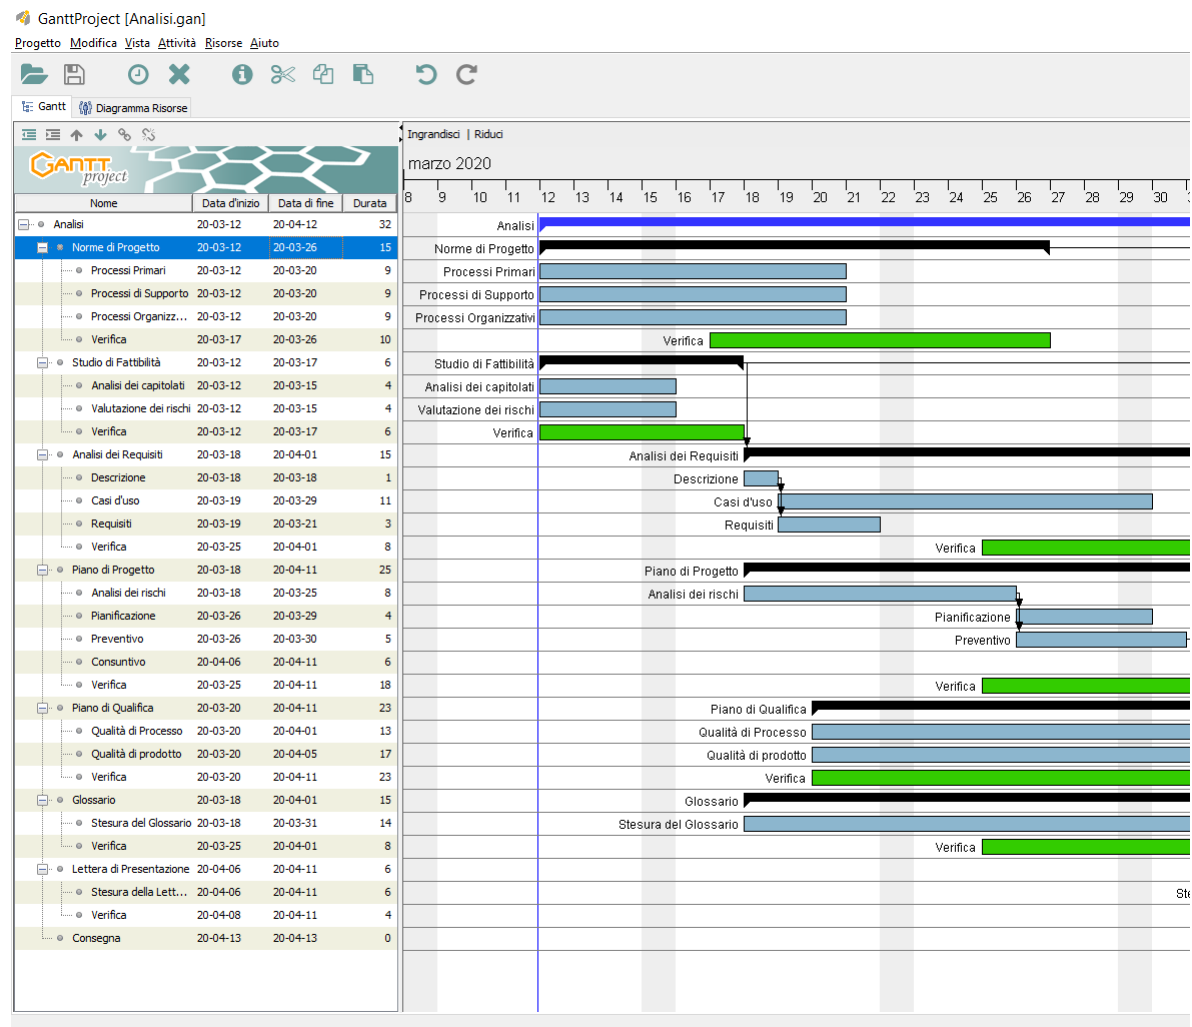 GanttProject [Analisi.gan]
Progetto Modifica Vista Attività Risorse Aiuto
Gantt Diagramma Risorse
Ingrandisci | Riduci
GANTT project
marzo 2020
8 9 10 11 12 13 14 15 16 17 18 19 20 21 22 23 24 25 26 27 28 29 30
Nome Data d'inizio Data di fine Durata
Analisi 20-03-12 20-04-12 32 Analisi
Norme di Progetto 20-03-12 20-03-26 15 Norme di Progetto
Processi Primari 20-03-12 20-03-20 9 Processi Primari
Processi di Supporto 20-03-12 20-03-20 9 Processi di Supporto
Processi Organizz... 20-03-12 20-03-20 9 Processi Organizzativi
Verifica 20-03-17 20-03-26 10 Verifica
Studio di Fattibilità 20-03-12 20-03-17 6 Studio di Fattibilità
Analisi dei capitolati 20-03-12 20-03-15 4 Analisi dei capitolati
Valutazione dei rischi 20-03-12 20-03-15 4 Valutazione dei rischi
Verifica 20-03-12 20-03-17 6 Verifica
Analisi dei Requisiti 20-03-18 20-04-01 15 Analisi dei Requisiti
Descrizione 20-03-18 20-03-18 1 Descrizione
Casi d'uso 20-03-19 20-03-29 11 Casi d'uso
Requisiti 20-03-19 20-03-21 3 Requisiti
Verifica 20-03-25 20-04-01 8 Verifica
Piano di Progetto 20-03-18 20-04-11 25 Piano di Progetto
Analisi dei rischi 20-03-18 20-03-25 8 Analisi dei rischi
Pianificazione 20-03-26 20-03-29 4 Pianificazione
Preventivo 20-03-26 20-03-30 5 Preventivo
Consuntivo 20-04-06 20-04-11 6
Verifica 20-03-25 20-04-11 18 Verifica
Piano di Qualifica 20-03-20 20-04-11 23 Piano di Qualifica
Qualità di Processo 20-03-20 20-04-01 13 Qualità di Processo
Qualità di prodotto 20-03-20 20-04-05 17 Qualità di prodotto
Verifica 20-03-20 20-04-11 23 Verifica
Glossario 20-03-18 20-04-01 15 Glossario
Stesura del Glossario 20-03-18 20-03-31 14 Stesura del Glossario
Verifica 20-03-25 20-04-01 8 Verifica
Lettera di Presentazione 20-04-06 20-04-11 6
Stesura della Lett... 20-04-06 20-04-11 6 Ste
Verifica 20-04-08 20-04-11 4
Consegna 20-04-13 20-04-13 0